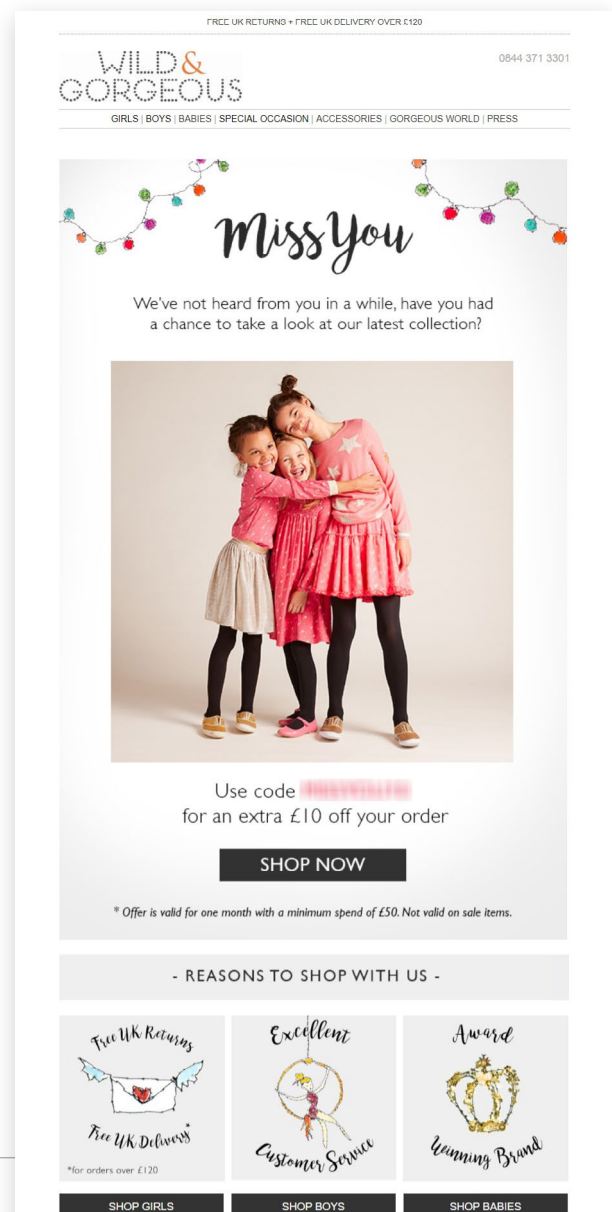 FREE UK RETURNS + FREE UK DELIVERY OVER £120
WILD &
GORGEOUS
0844 371 3301
GIRLS | BOYS | BABIES | SPECIAL OCCASION | ACCESSORIES | GORGEOUS WORLD | PRESS
Miss You
We've not heard from you in a while, have you had
a chance to take a look at our latest collection?
Use code
for an extra £10 off your order
SHOP NOW
* Offer is valid for one month with a minimum spend of £50. Not valid on sale items.
- REASONS TO SHOP WITH US -
Free UK Returns
Free UK Delivery*
*for orders over £120
Excellent
Customer Service
Award
Winning Brand
SHOP GIRLS
SHOP BOYS
SHOP BABIES